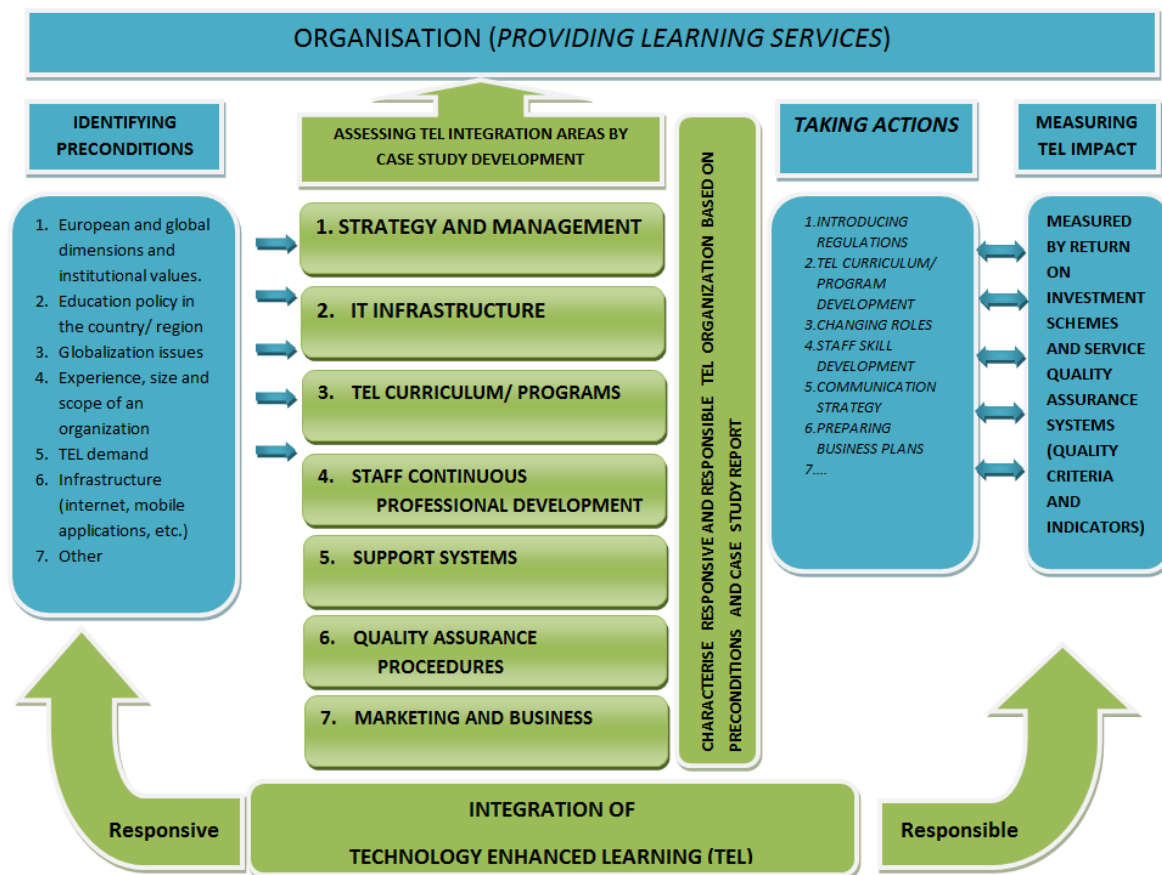 ORGANISATION (PROVIDING LEARNING SERVICES)
IDENTIFYING
PRECONDITIONS
1. European and global
dimensions and
institutional values.
2. Education policy in
the country/ region
3. Globalization issues
4. Experience, size and
scope of an
organization
5. TEL demand
6. Infrastructure
(internet, mobile
applications, etc.)
7. Other
ASSESSING TEL INTEGRATION AREAS BY
CASE STUDY DEVELOPMENT
1. STRATEGY AND MANAGEMENT
2. IT INFRASTRUCTURE
3. TEL CURRICULUM/ PROGRAMS
4. STAFF CONTINUOUS
PROFESSIONAL DEVELOPMENT
5. SUPPORT SYSTEMS
6. QUALITY ASSURANCE
PROCEEDURES
7. MARKETING AND BUSINESS
CHARACTERISE RESPONSIVE AND RESPONSIBLE TEL ORGANIZATION BASED ON
PRECONDITIONS AND CASE STUDY REPORT
TAKING ACTIONS
1.INTRODUCING
REGULATIONS
2.TEL CURRICULUM/
PROGRAM
DEVELOPMENT
3.CHANGING ROLES
4.STAFF SKILL
DEVELOPMENT
5.COMMUNICATION
STRATEGY
6.PREPARING
BUSINESS PLANS
7....
MEASURING
TEL IMPACT
MEASURED
BY RETURN
ON
INVESTMENT
SCHEMES
AND SERVICE
QUALITY
ASSURANCE
SYSTEMS
(QUALITY
CRITERIA
AND
INDICATORS)
Responsive
INTEGRATION OF
TECHNOLOGY ENHANCED LEARNING (TEL)
Responsible